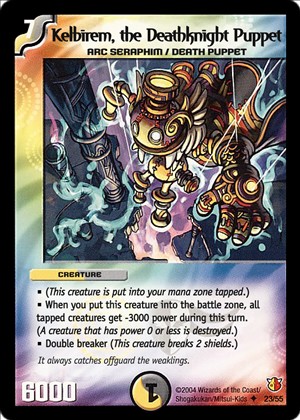 Kelbirem, the Deathknight Puppet
ARC SERAPHIM / DEATH PUPPET
CREATURE
▪ (This creature is put into your mana zone tapped.)
▪ When you put this creature into the battle zone, all
tapped creatures get -3000 power during this turn.
(A creature that has power 0 or less is destroyed.)
▪ Double breaker (This creature breaks 2 shields.)
It always catches offguard the weaklings.
6000
©2004 Wizards of the Coast/
Shogakukan/Mitsui-Kids
23/55